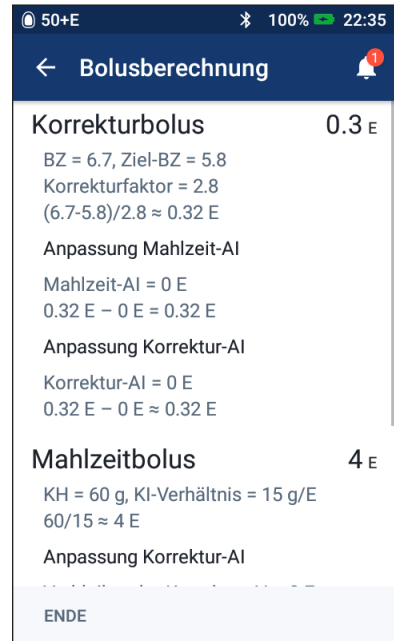 50+E 100% 22:35
Bolusberechnung 1
Korrekturbolus 0.3 E
BZ = 6.7, Ziel-BZ = 5.8
Korrekturfaktor = 2.8
(6.7-5.8)/2.8 ≈ 0.32 E
Anpassung Mahlzeit-AI
Mahlzeit-AI = 0 E
0.32 E – 0 E = 0.32 E
Anpassung Korrektur-AI
Korrektur-AI = 0 E
0.32 E – 0 E ≈ 0.32 E
Mahlzeitbolus 4 E
KH = 60 g, KI-Verhältnis = 15 g/E
60/15 ≈ 4 E
Anpassung Korrektur-AI
ENDE